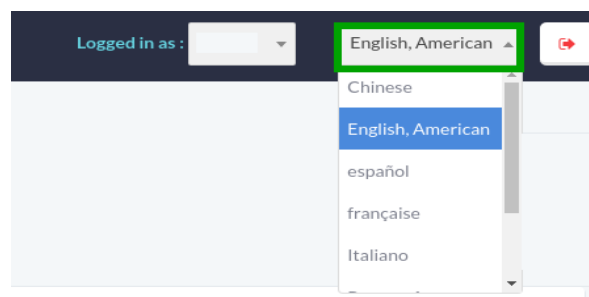 Logged in as :
English, American
Chinese
English, American
español
française
Italiano